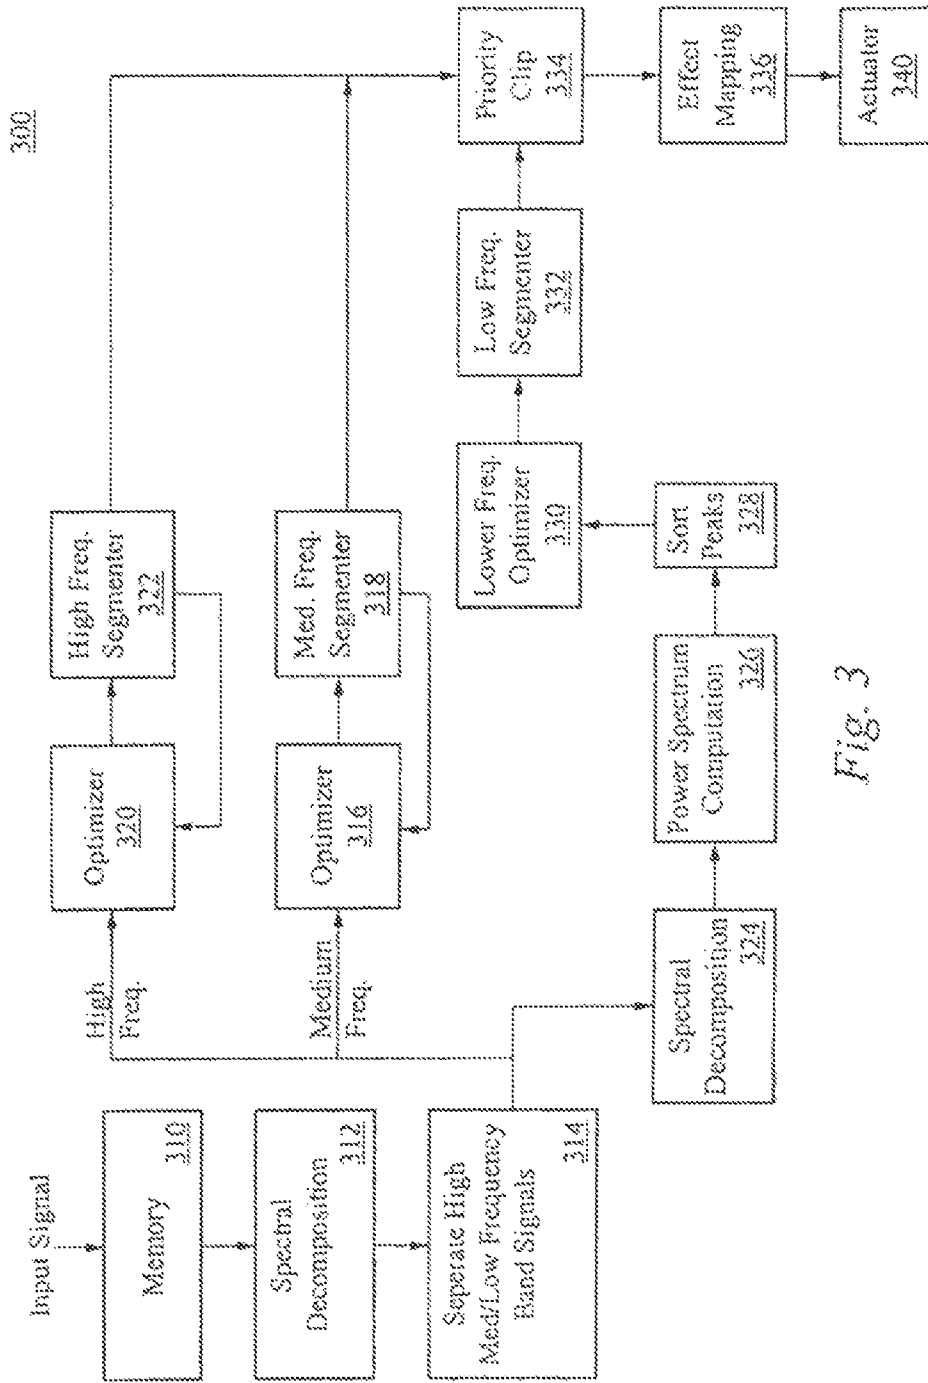 300
Input Signal
Memory
310
Spectral
Decomposition
312
Seperate High
Med/Low Frequency
Band Signals
314
High
Freq.
Optimizer
320
High Freq.
Segmenter
322
Medium
Freq.
Optimizer
316
Med. Freq.
Segmenter
318
Spectral
Decomposition
324
Power Spectrum
Computation
326
Sort
Peaks
328
Lower Freq.
Optimizer
330
Low Freq.
Segmenter
332
Priority
Clip
334
Effect
Mapping
336
Actuator
340
Fig. 3